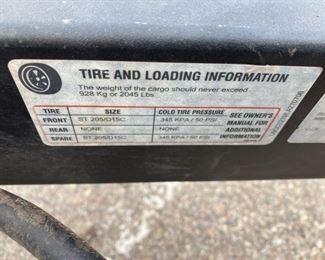 TIRE AND LOADING INFORMATION
The weight of the cargo should never exceed
928 Kg or 2045 Lbs.
TIRE SIZE COLD TIRE PRESSURE SEE OWNER'S MANUAL FOR ADDITIONAL INFORMATION
FRONT ST 205/D15C 345 KPA / 50 PSI
REAR NONE NONE
SPARE ST 205/D15C 345 KPA / 50 PSI